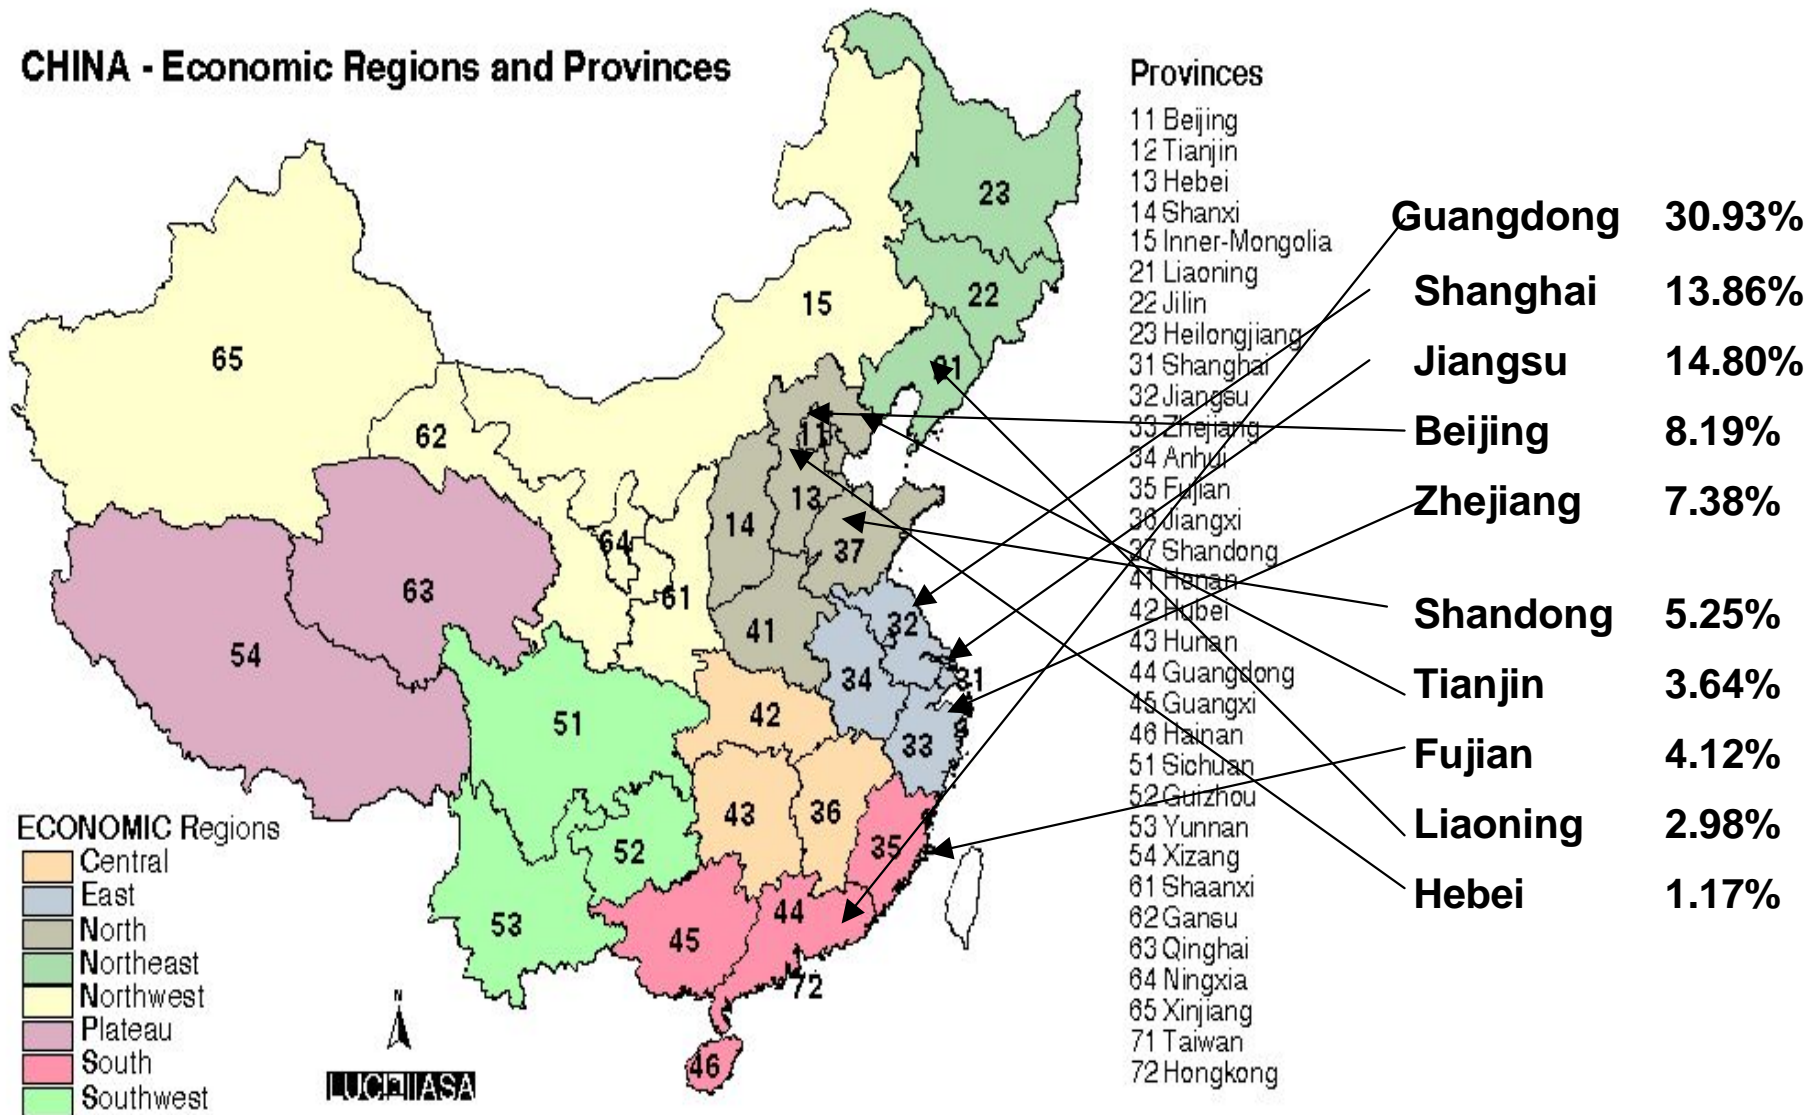 CHINA - Economic Regions and Provinces
Provinces
11 Beijing
12 Tianjin
13 Hebei
14 Shanxi
15 Inner-Mongolia
21 Liaoning
22 Jilin
23 Heilongjiang
31 Shanghai
32 Jiangsu
33 Zhejiang
34 Anhui
35 Fujian
36 Jiangxi
37 Shandong
41 Henan
42 Hubei
43 Hunan
44 Guangdong
45 Guangxi
46 Hainan
51 Sichuan
52 Guizhou
53 Yunnan
54 Xizang
61 Shaanxi
62 Gansu
63 Qinghai
64 Ningxia
65 Xinjiang
71 Taiwan
72 Hongkong
Guangdong 30.93%
Shanghai 13.86%
Jiangsu 14.80%
Beijing 8.19%
Zhejiang 7.38%
Shandong 5.25%
Tianjin 3.64%
Fujian 4.12%
Liaoning 2.98%
Hebei 1.17%
23
22
15
21
65
62
11
13
14
37
64
63
61
41
32
54
34
31
51
42
33
43
36
35
52
44
53
45
72
46
ECONOMIC Regions
Central
East
North
Northeast
Northwest
Plateau
South
Southwest
N